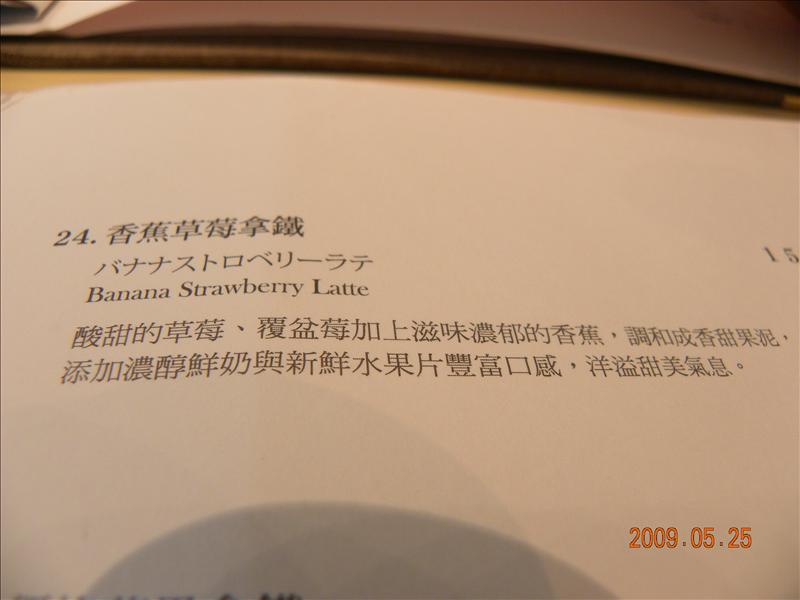 24. 香蕉草莓拿鐵
15
バナナストロベリーラテ
Banana Strawberry Latte
酸甜的草莓、覆盆莓加上滋味濃郁的香蕉，調和成香甜果泥，
添加濃醇鮮奶與新鮮水果片豐富口感，洋溢甜美氣息。
2009.05.25